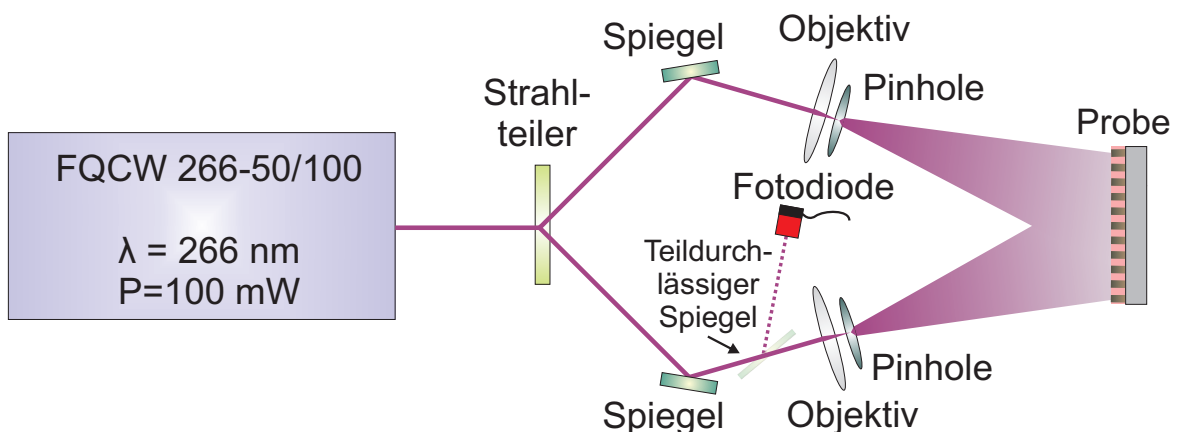 FQCW 266-50/100
λ = 266 nm
P=100 mW
Strahl-
teiler
Spiegel
Objektiv
Pinhole
Probe
Fotodiode
Teildurch-
lässiger
Spiegel
Spiegel
Pinhole
Objektiv